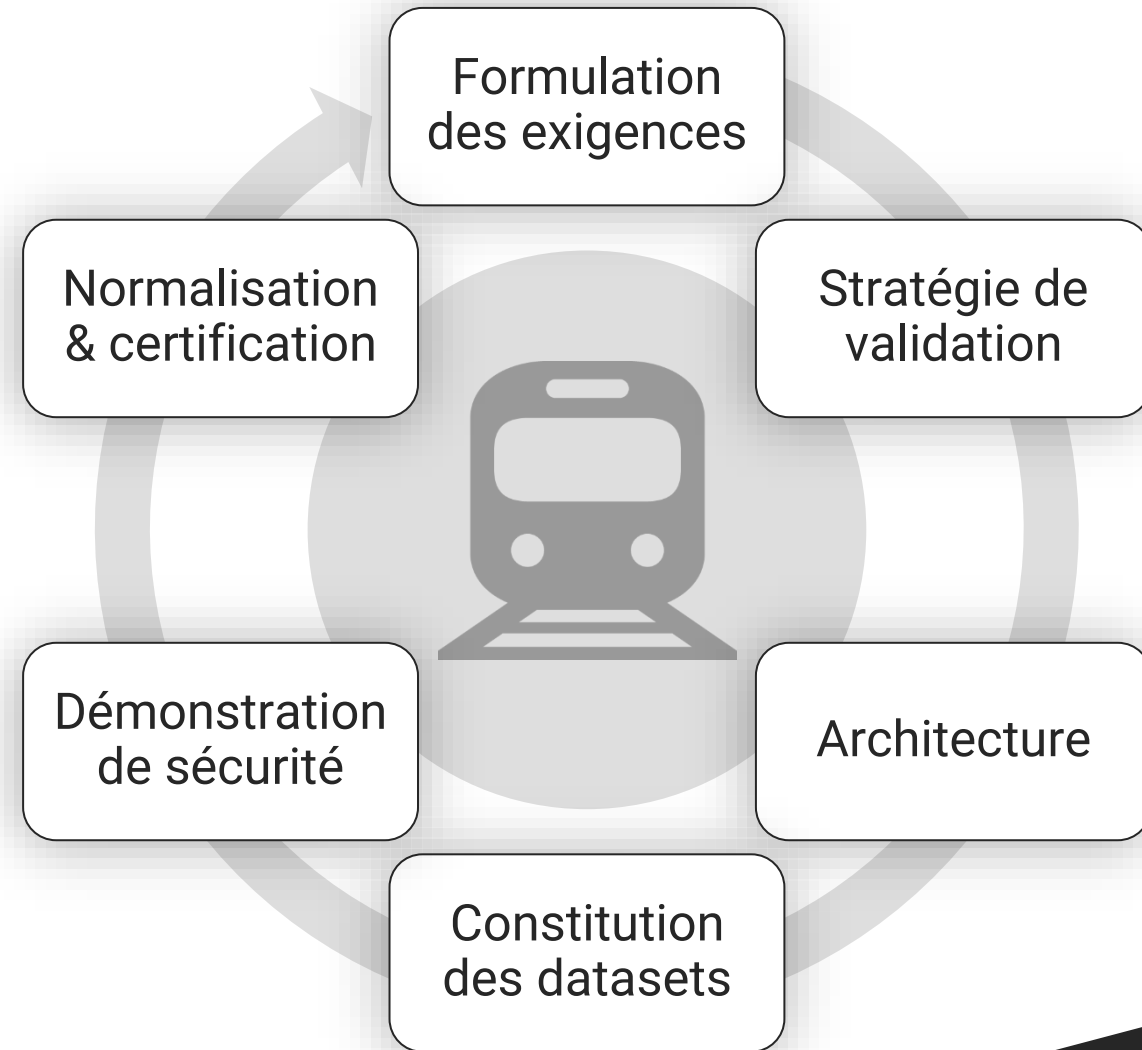 Formulation
des exigences
Stratégie de
validation
Architecture
Constitution
des datasets
Démonstration
de sécurité
Normalisation
& certification